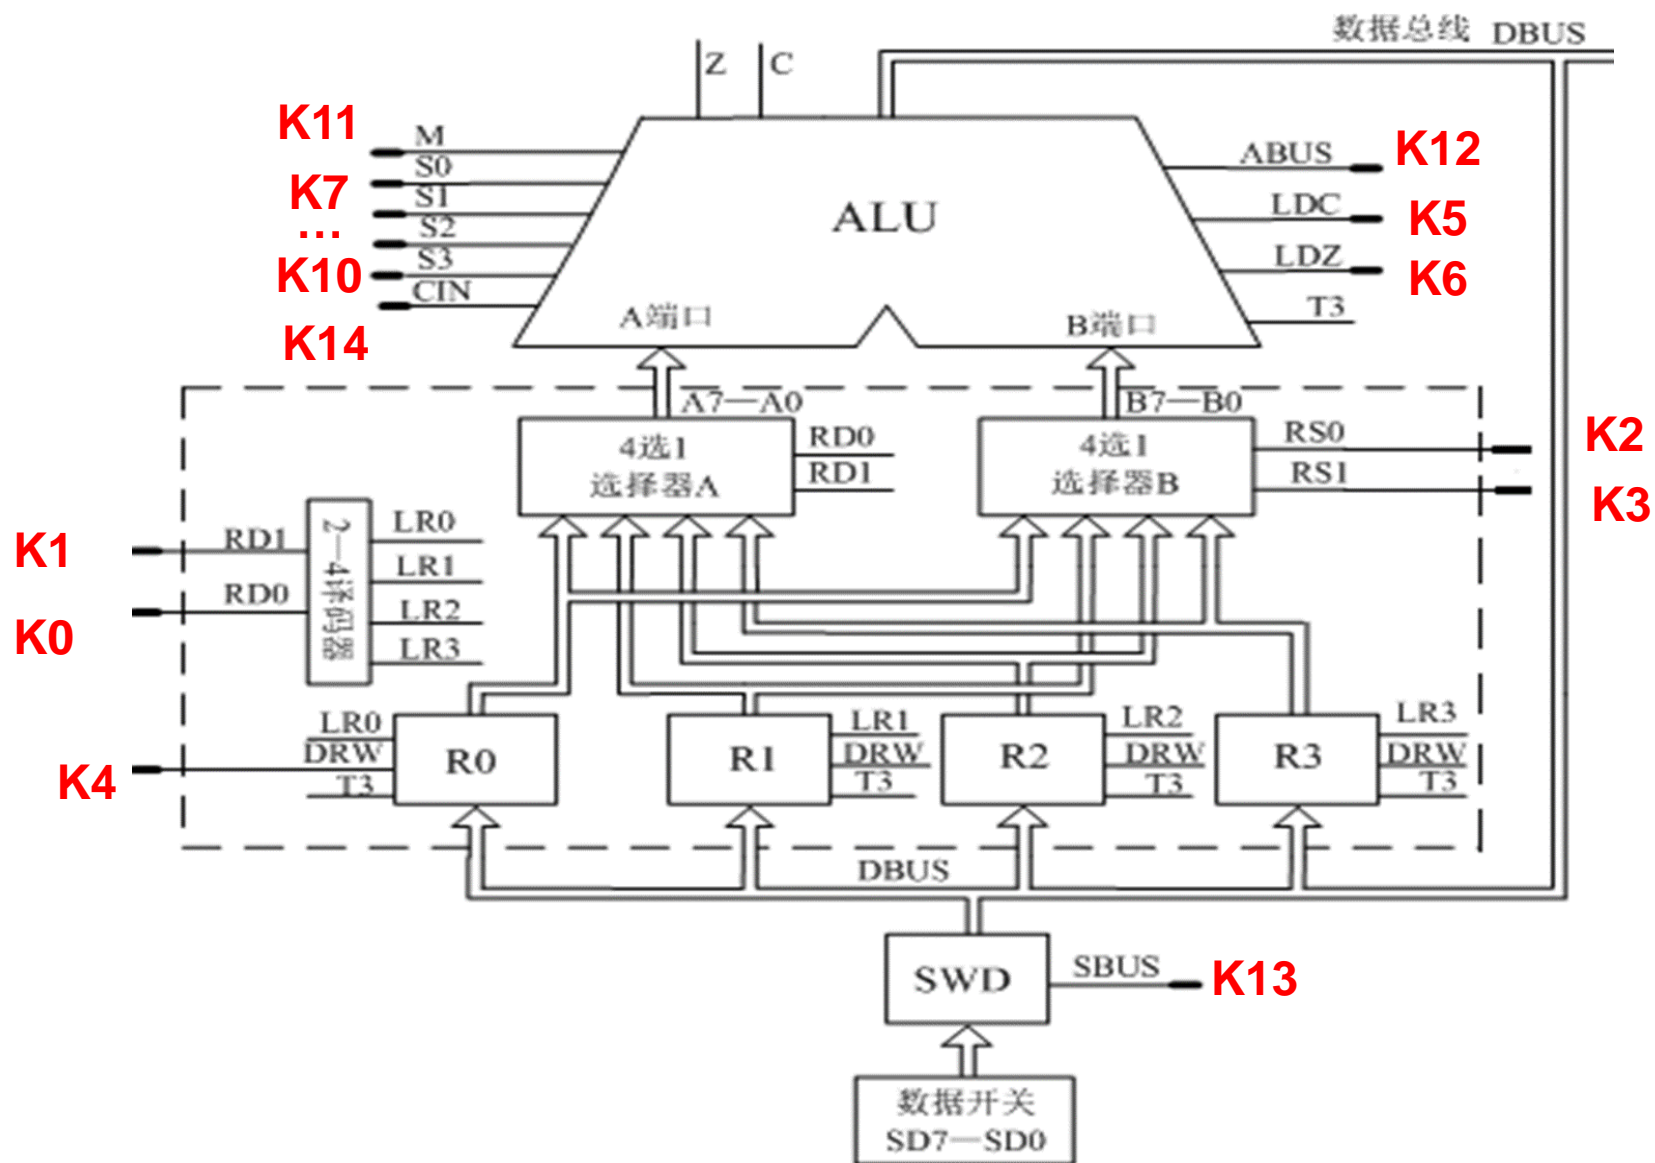 数据总线 DBUS
Z
C
K11
M
S0
K7
S1
...
S2
K10
S3
CIN
K14
ALU
ABUS
K12
LDC
K5
LDZ
K6
T3
A端口
B端口
A7—A0
B7—B0
4选1
选择器A
RD0
RD1
4选1
选择器B
RS0
K2
RS1
K3
K1
RD1
K0
RD0
2—4译码器
LR0
LR1
LR2
LR3
K4
LR0
DRW
T3
R0
R1
LR1
DRW
T3
R2
LR2
DRW
T3
R3
LR3
DRW
T3
DBUS
SWD
SBUS
K13
数据开关
SD7—SD0